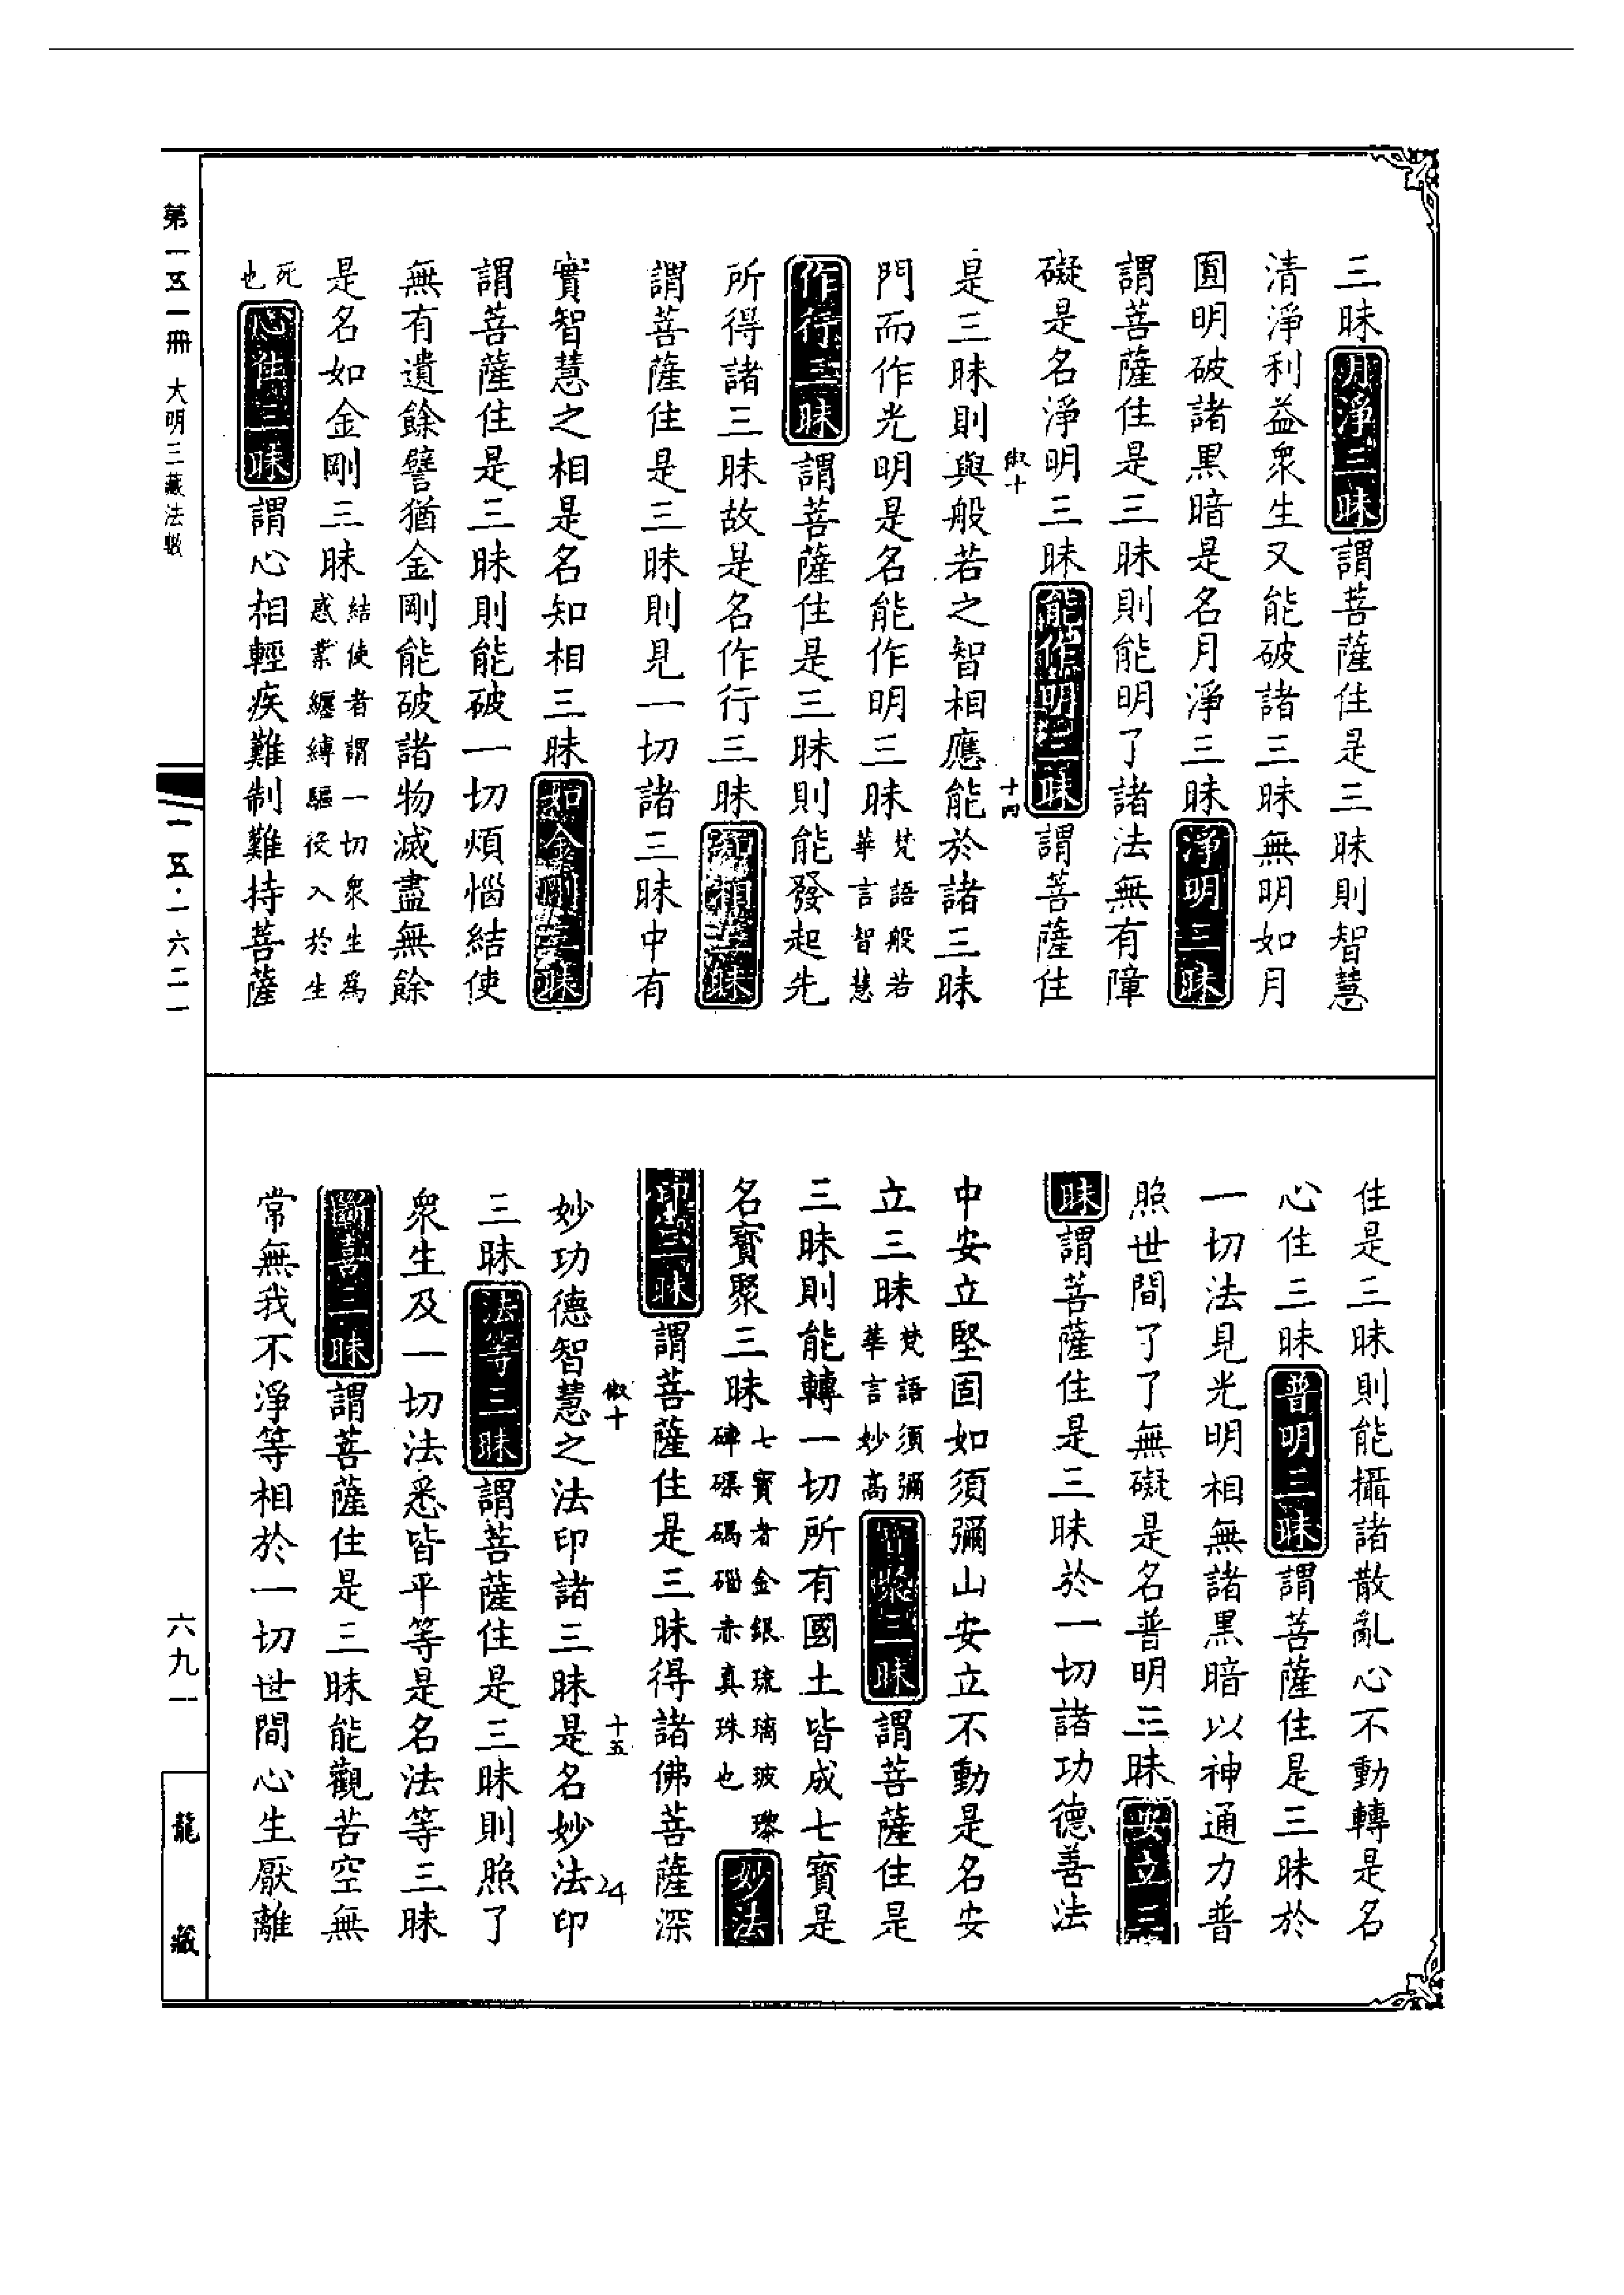 三昧月淨三昧謂菩薩住是三昧則智慧
清淨利益衆生又能破諸三昧無明如月
圓明破諸黑暗是名月淨三昧淨明三昧
謂菩薩住是三昧則能明了諸法無有障
礙是名淨明三昧能作明三昧謂菩薩住
俶十 十四
是三昧則與般若之智相應能於諸三昧
門而作光明是名能作明三昧梵語般若華言智慧
作行三昧謂菩薩住是三昧則能發起先
所得諸三昧故是名作行三昧知相三昧
謂菩薩住是三昧則見一切諸三昧中有
實智慧之相是名知相三昧如金剛三昧
謂菩薩住是三昧則能破一切煩惱結使
無有遺餘譬猶金剛能破諸物滅盡無餘
是名如金剛三昧結使者謂一切衆生爲惑業纏縛驅役入於生
死也心住三昧謂心相輕疾難制難持菩薩
住是三昧則能攝諸散亂心不動轉是名
心住三昧普明三昧謂菩薩住是三昧於
一切法見光明相無諸黑暗以神通力普
照世間了了無礙是名普明三昧安立三
昧謂菩薩住是三昧於一切諸功德善法
中安立堅固如須彌山安立不動是名安
立三昧梵語須彌華言妙高寶聚三昧謂菩薩住是
三昧則能轉一切所有國土皆成七寶是
名寶聚三昧七寶者金銀琉璃玻瓈硨磲碼碯赤真珠也妙法
印三昧謂菩薩住是三昧得諸佛菩薩深
俶十 十五 24
妙功德智慧之法印諸三昧是名妙法印
三昧法等三昧謂菩薩住是三昧則照了
衆生及一切法悉皆平等是名法等三昧
斷喜三昧謂菩薩住是三昧能觀苦空無
常無我不淨等相於一切世間心生厭離
第一五一冊 大明三藏法數
一五·一六二一
六九一
龍藏